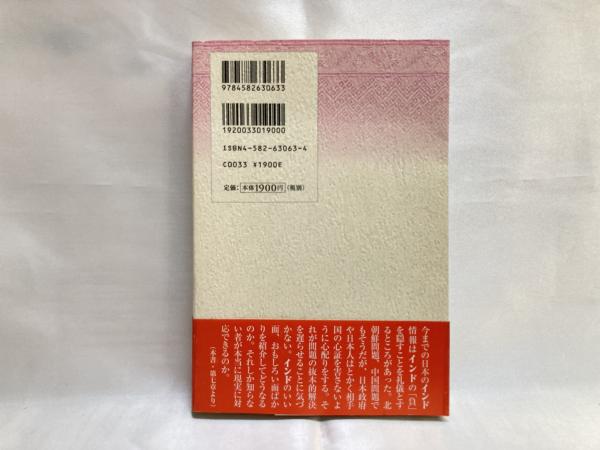 9784582630633
1920033019000
ISBN4-582-63063-4
C0033 ¥1900E
定価:本体1900円(税別)
今までの日本のインド
情報はインドの「負」
を隠すことを礼儀とす
るところがあった。北
朝鮮問題、中国問題で
もそうだが、日本政府
や日本人はとかく相手
国の心証を害さないよ
うに心配りをする。そ
れが問題の抜本的解決
を遅らせることに気づ
かない。インドのいい
面、おもしろい面ばか
りを紹介してどうなる
のか。それしか知らな
い者が本当に現実に対
応できるのか。
(本書・第七章より)